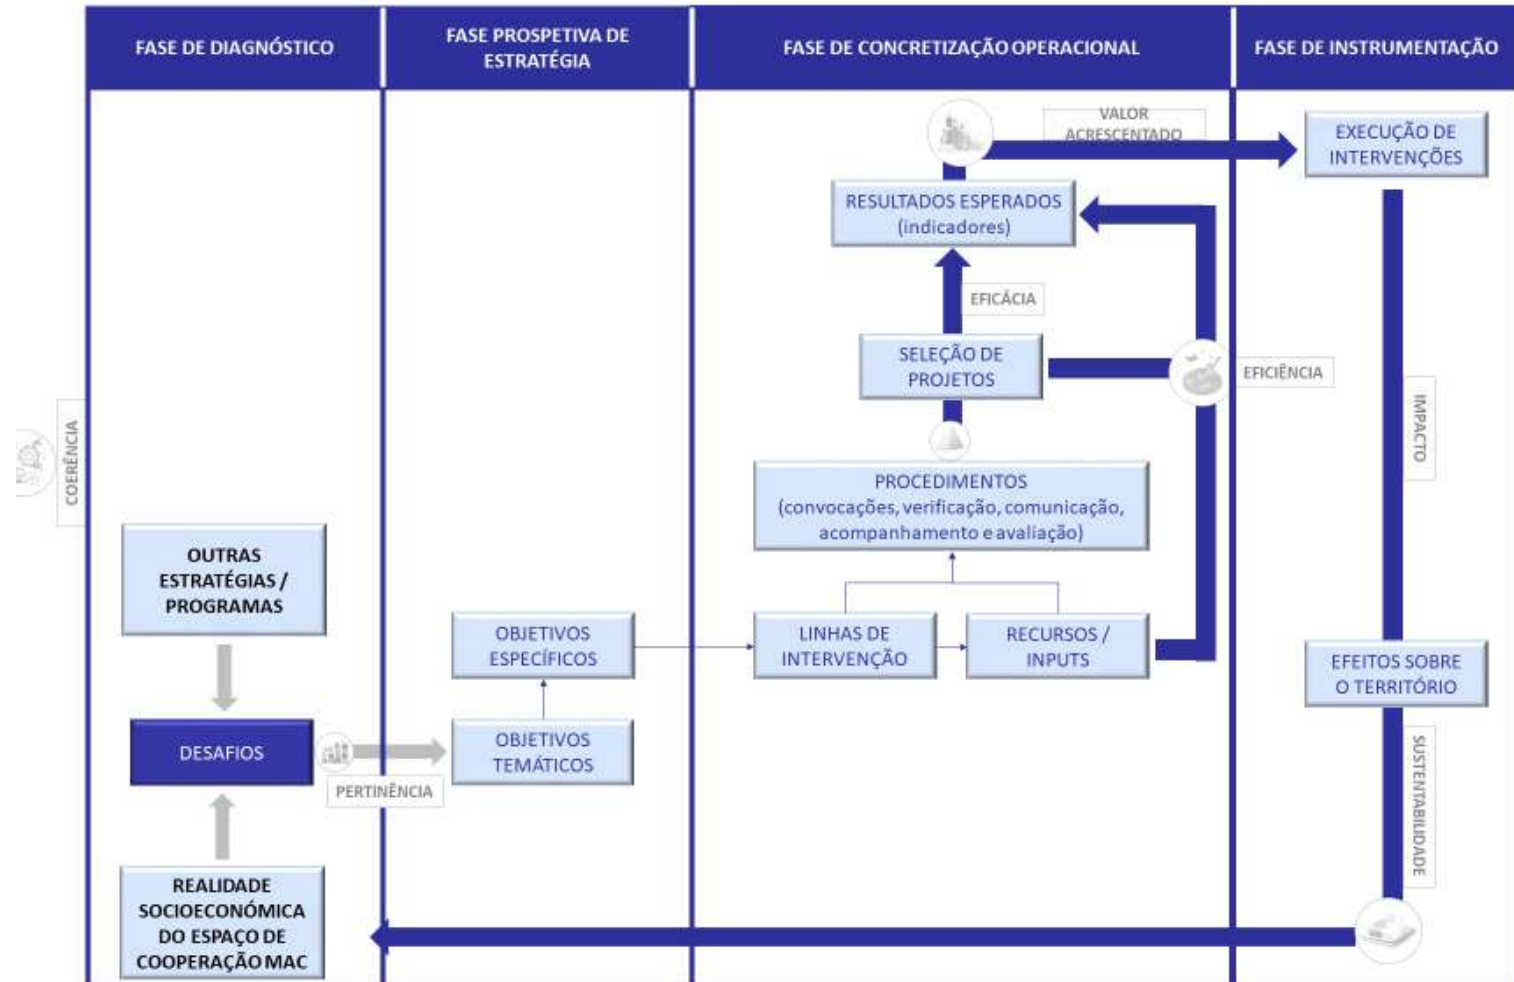 FASE DE DIAGNÓSTICO
FASE PROSPETIVA DE
ESTRATÉGIA
FASE DE CONCRETIZAÇÃO OPERACIONAL
FASE DE INSTRUMENTAÇÃO
COERÊNCIA
OUTRAS
ESTRATÉGIAS /
PROGRAMAS
DESAFIOS
REALIDADE
SOCIOECONÓMICA
DO ESPAÇO DE
COOPERAÇÃO MAC
PERTINÊNCIA
OBJETIVOS
ESPECÍFICOS
OBJETIVOS
TEMÁTICOS
VALOR
ACRESCENTADO
RESULTADOS ESPERADOS
(indicadores)
EFICÁCIA
SELEÇÃO DE
PROJETOS
EFICIÊNCIA
PROCEDIMENTOS
(convocações, verificação, comunicação,
acompanhamento e avaliação)
LINHAS DE
INTERVENÇÃO
RECURSOS /
INPUTS
EXECUÇÃO DE
INTERVENÇÕES
IMPACTO
EFEITOS SOBRE
O TERRITÓRIO
SUSTENTABILIDADE